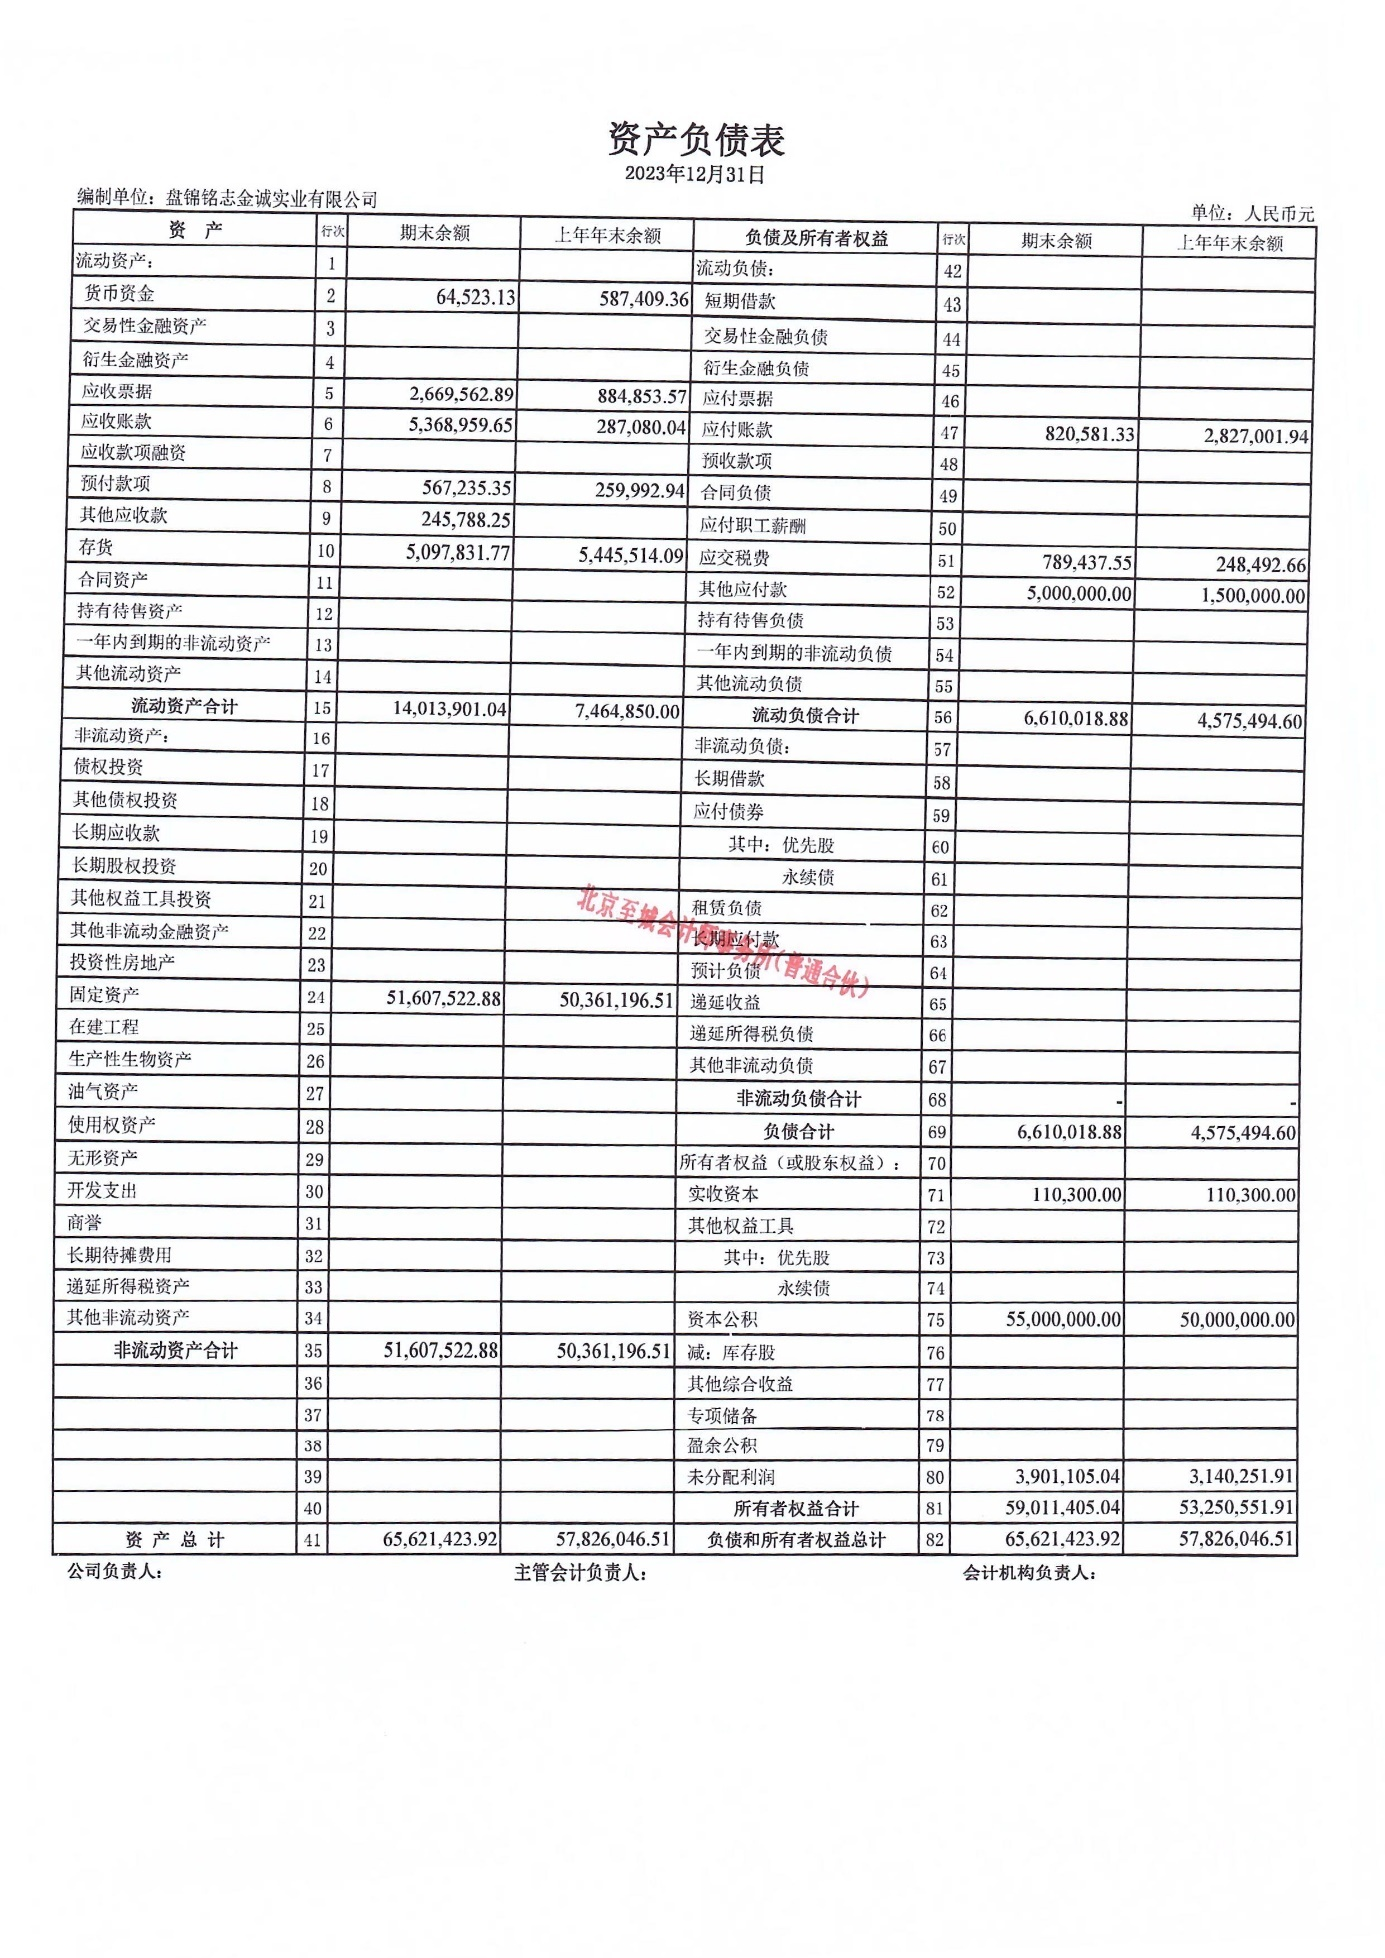 资产负债表
2023年12月31日
编制单位：盘锦铭志金诚实业有限公司 单位：人民币元
资 产 行次 期末余额 上年年末余额 负债及所有者权益 行次 期末余额 上年年末余额
流动资产： 1 流动负债： 42
货币资金 2 64,523.13 587,409.36 短期借款 43
交易性金融资产 3 交易性金融负债 44
衍生金融资产 4 衍生金融负债 45
应收票据 5 2,669,562.89 884,853.57 应付票据 46
应收账款 6 5,368,959.65 287,080.04 应付账款 47 820,581.33 2,827,001.94
应收款项融资 7 预收款项 48
预付款项 8 567,235.35 259,992.94 合同负债 49
其他应收款 9 245,788.25 应付职工薪酬 50
存货 10 5,097,831.77 5,445,514.09 应交税费 51 789,437.55 248,492.66
合同资产 11 其他应付款 52 5,000,000.00 1,500,000.00
持有待售资产 12 持有待售负债 53
一年内到期的非流动资产 13 一年内到期的非流动负债 54
其他流动资产 14 其他流动负债 55
流动资产合计 15 14,013,901.04 7,464,850.00 流动负债合计 56 6,610,018.88 4,575,494.60
非流动资产： 16 非流动负债： 57
债权投资 17 长期借款 58
其他债权投资 18 应付债券 59
长期应收款 19 其中：优先股 60
长期股权投资 20 永续债 61
其他权益工具投资 21 租赁负债 62
其他非流动金融资产 22 长期应付款 63
投资性房地产 23 预计负债 64
北京至城会计师事务所（普通合伙）
固定资产 24 51,607,522.88 50,361,196.51 递延收益 65
在建工程 25 递延所得税负债 66
生产性生物资产 26 其他非流动负债 67
油气资产 27 非流动负债合计 68 - -
使用权资产 28 负债合计 69 6,610,018.88 4,575,494.60
无形资产 29 所有者权益（或股东权益）： 70
开发支出 30 实收资本 71 110,300.00 110,300.00
商誉 31 其他权益工具 72
长期待摊费用 32 其中：优先股 73
递延所得税资产 33 永续债 74
其他非流动资产 34 资本公积 75 55,000,000.00 50,000,000.00
非流动资产合计 35 51,607,522.88 50,361,196.51 减：库存股 76
36 其他综合收益 77
37 专项储备 78
38 盈余公积 79
39 未分配利润 80 3,901,105.04 3,140,251.91
40 所有者权益合计 81 59,011,405.04 53,250,551.91
资 产 总 计 41 65,621,423.92 57,826,046.51 负债和所有者权益总计 82 65,621,423.92 57,826,046.51
公司负责人： 主管会计负责人： 会计机构负责人：